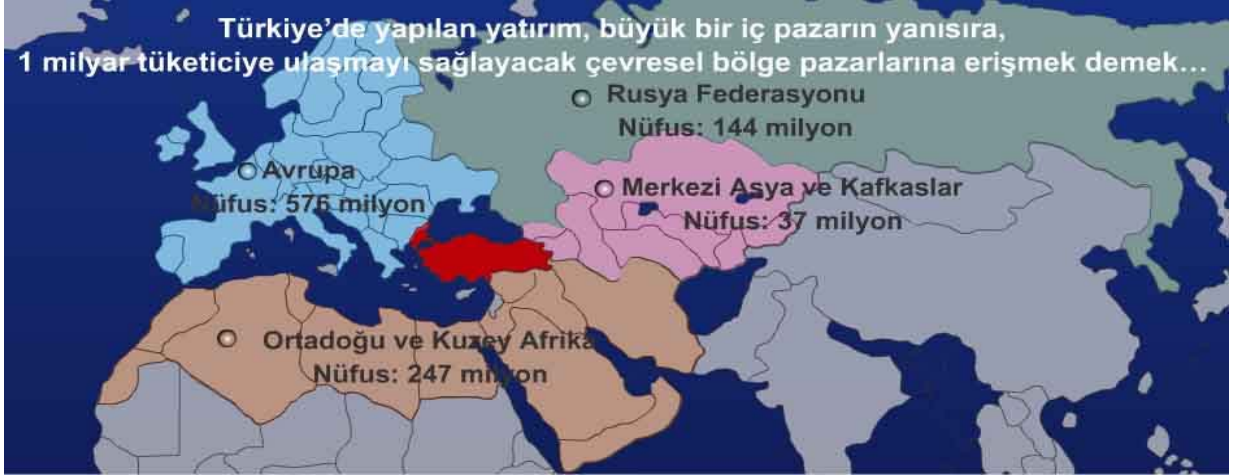 Türkiye’de yapılan yatırım, büyük bir iç pazarın yanısıra,
1 milyar tüketiciye ulaşmayı sağlayacak çevresel bölge pazarlarına erişmek demek…
Rusya Federasyonu
Nüfus: 144 milyon
Avrupa
Nüfus: 576 milyon
Merkezi Asya ve Kafkaslar
Nüfus: 37 milyon
Ortadoğu ve Kuzey Afrika
Nüfus: 247 milyon